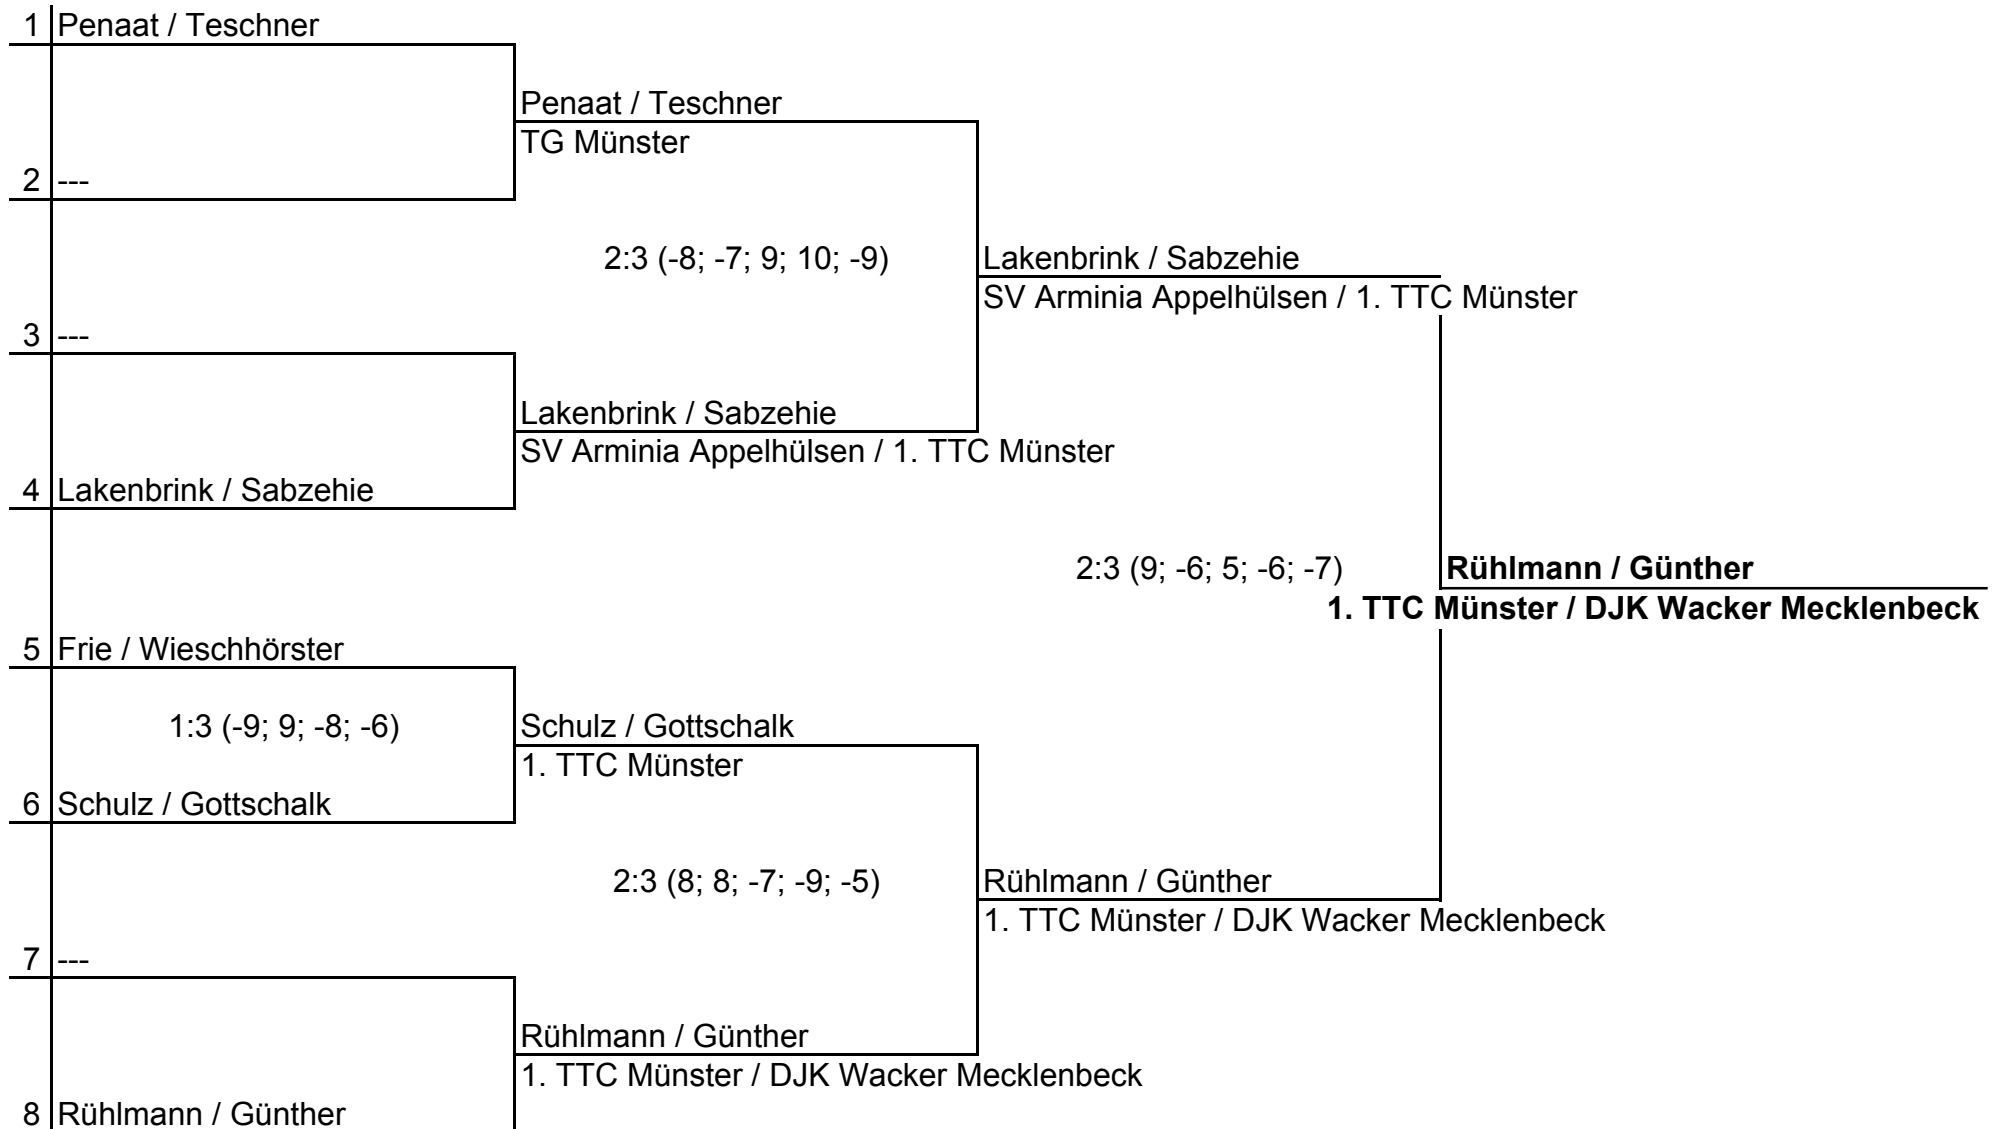 1 Penaat / Teschner
Penaat / Teschner
TG Münster
2 ---
2:3 (-8; -7; 9; 10; -9)
Lakenbrink / Sabzehie
SV Arminia Appelhülsen / 1. TTC Münster
3 ---
Lakenbrink / Sabzehie
SV Arminia Appelhülsen / 1. TTC Münster
4 Lakenbrink / Sabzehie
2:3 (9; -6; 5; -6; -7)
Rühlmann / Günther
1. TTC Münster / DJK Wacker Mecklenbeck
5 Frie / Wieschhörster
1:3 (-9; 9; -8; -6)
Schulz / Gottschalk
1. TTC Münster
6 Schulz / Gottschalk
2:3 (8; 8; -7; -9; -5)
Rühlmann / Günther
1. TTC Münster / DJK Wacker Mecklenbeck
7 ---
Rühlmann / Günther
1. TTC Münster / DJK Wacker Mecklenbeck
8 Rühlmann / Günther